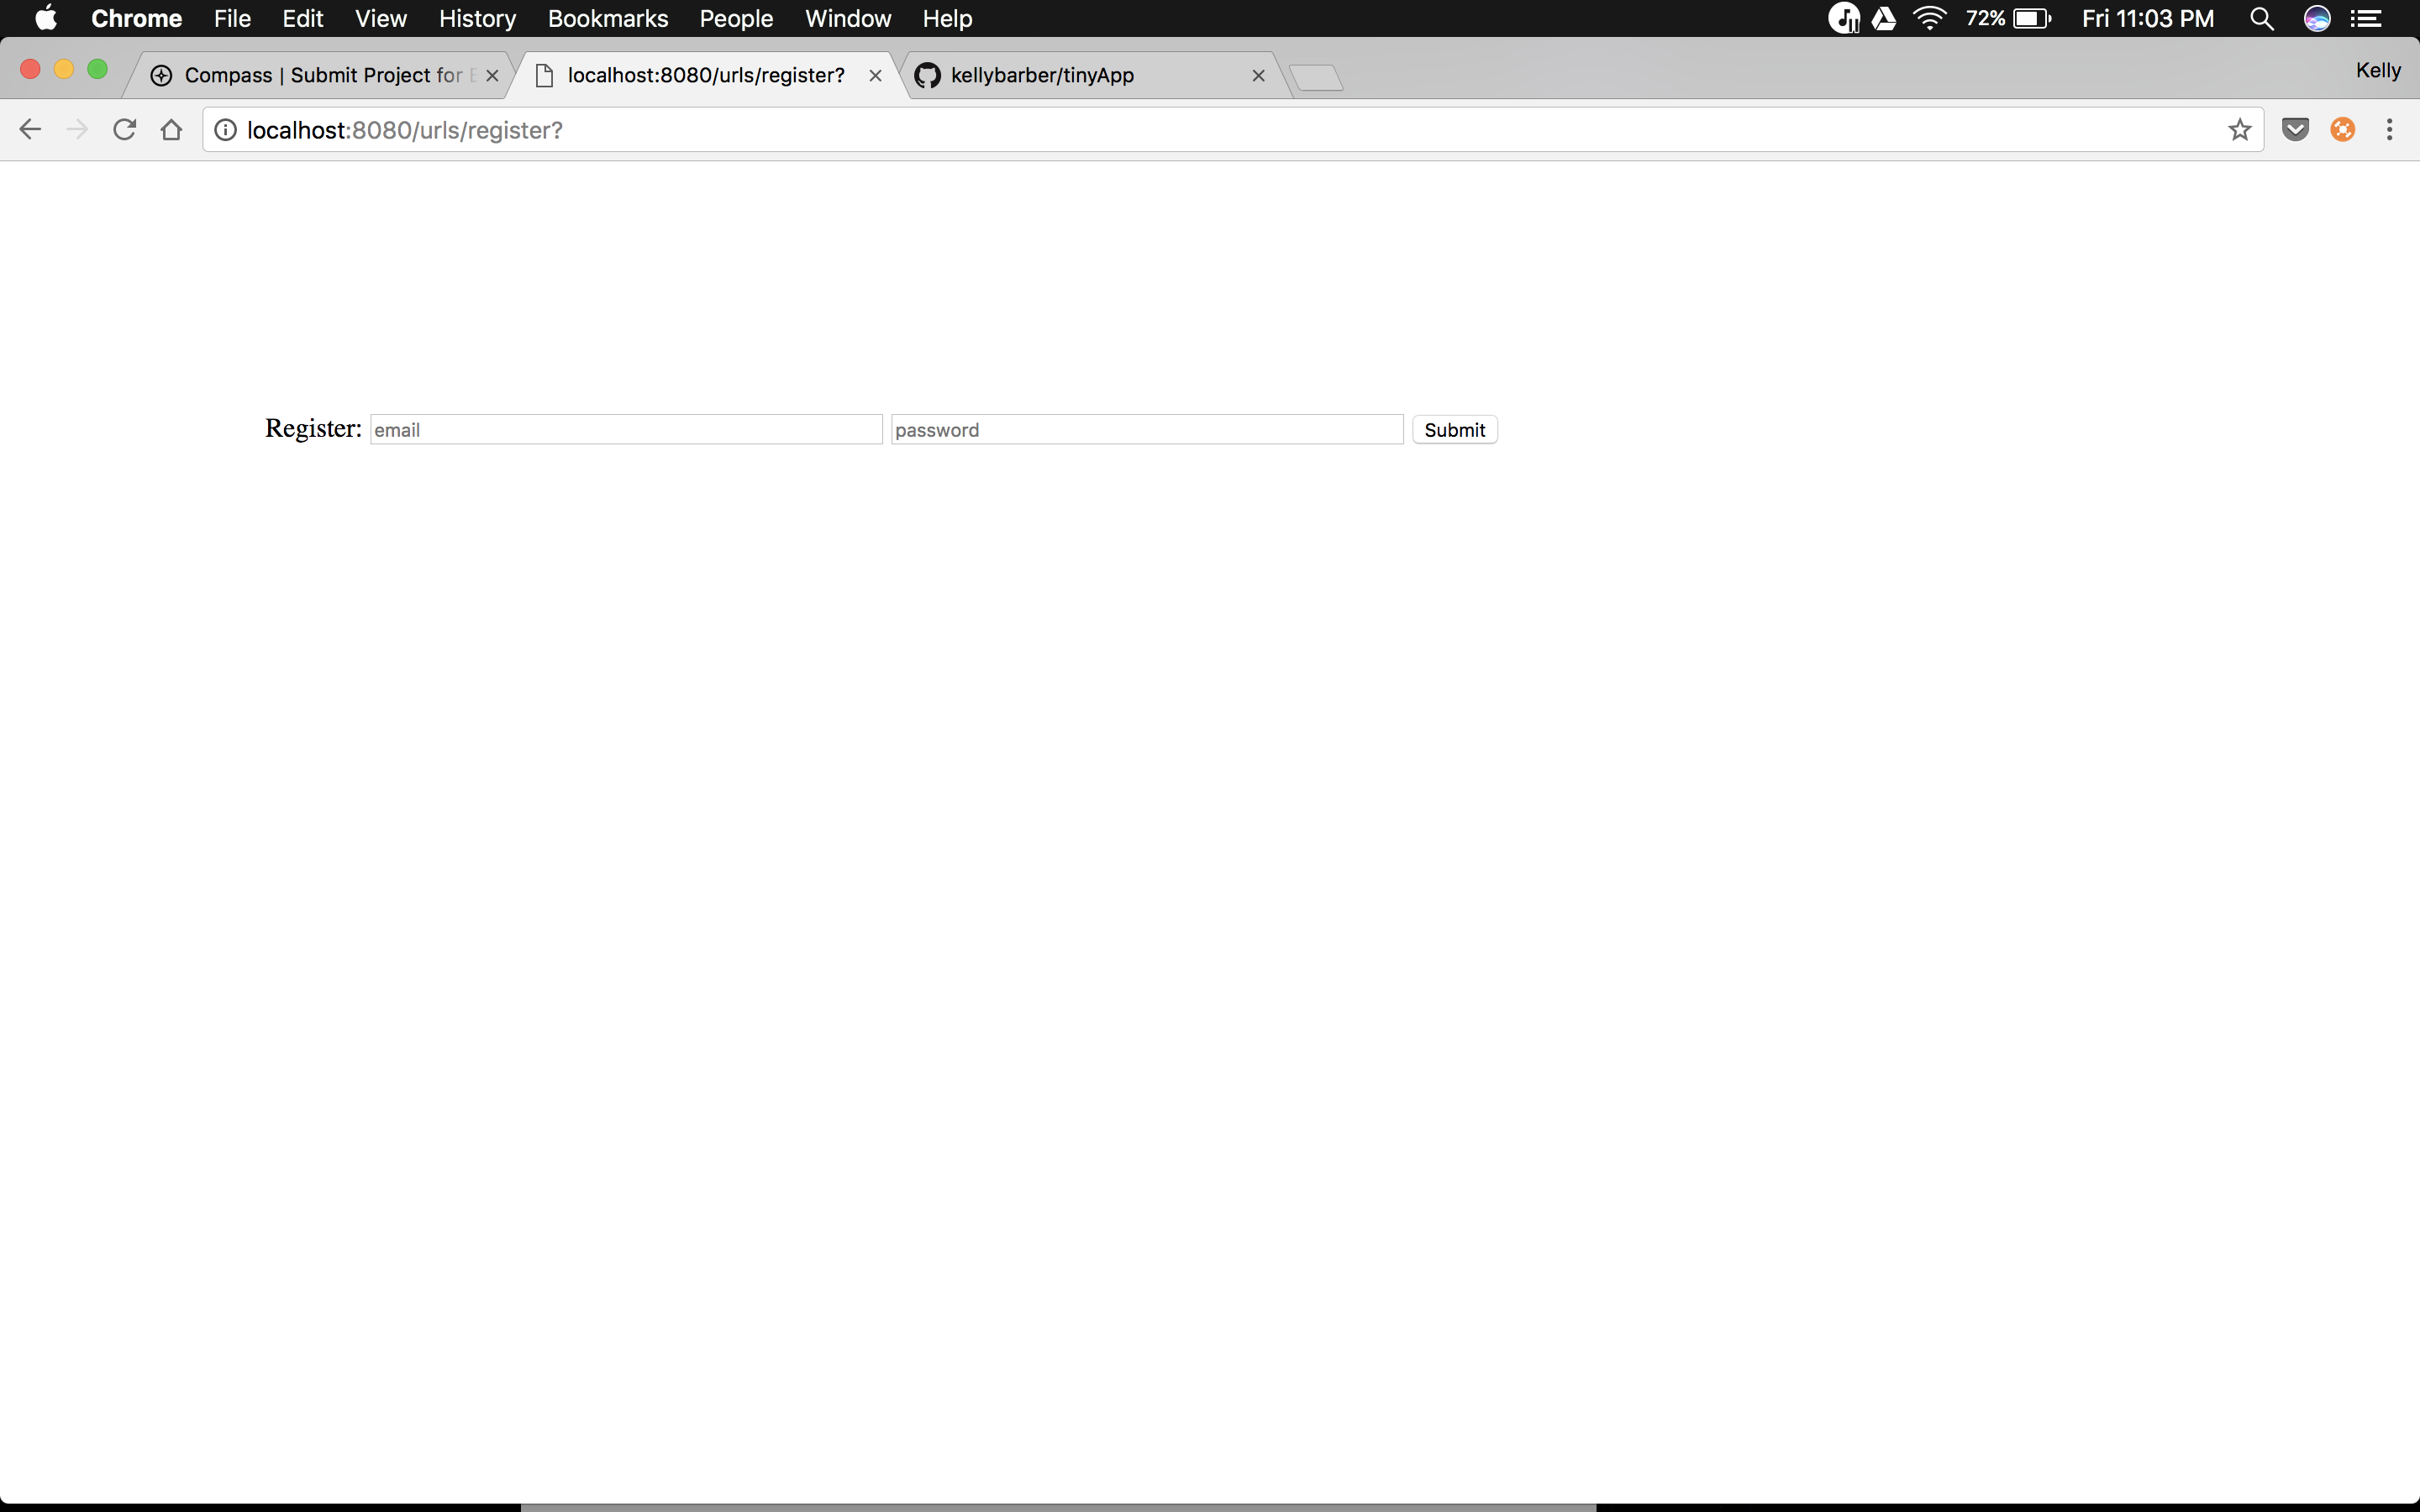 Chrome File Edit View History Bookmarks People Window Help 72% Fri 11:03 PM
Compass | Submit Project for localhost:8080/urls/register? kellybarber/tinyApp Kelly
localhost:8080/urls/register?
Register: email password Submit